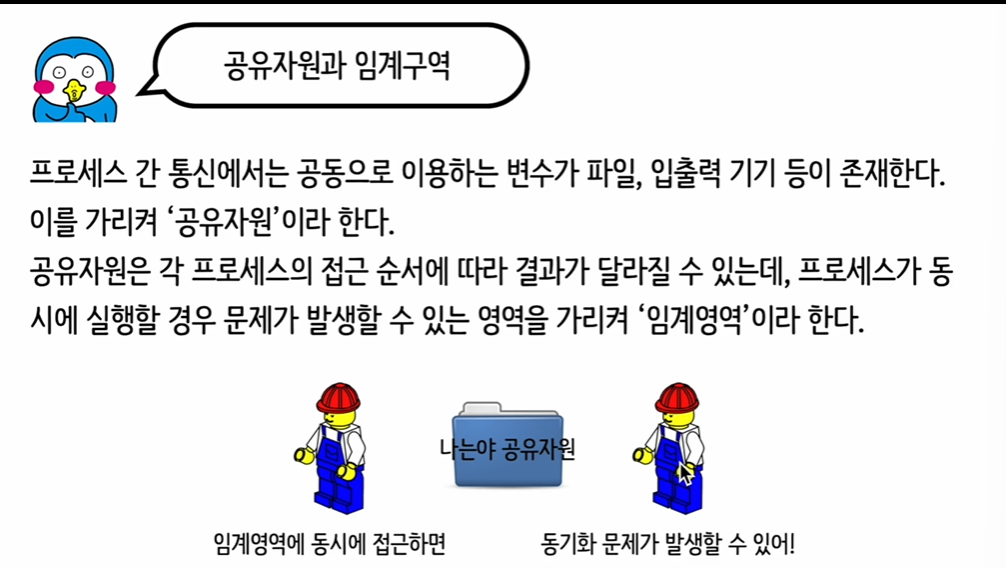 공유자원과 임계구역
프로세스 간 통신에서는 공동으로 이용하는 변수가 파일, 입출력 기기 등이 존재한다.
이를 가리켜 ‘공유자원’이라 한다.
공유자원은 각 프로세스의 접근 순서에 따라 결과가 달라질 수 있는데, 프로세스가 동
시에 실행할 경우 문제가 발생할 수 있는 영역을 가리켜 ‘임계영역’이라 한다.
나는야 공유자원
임계영역에 동시에 접근하면
동기화 문제가 발생할 수 있어!